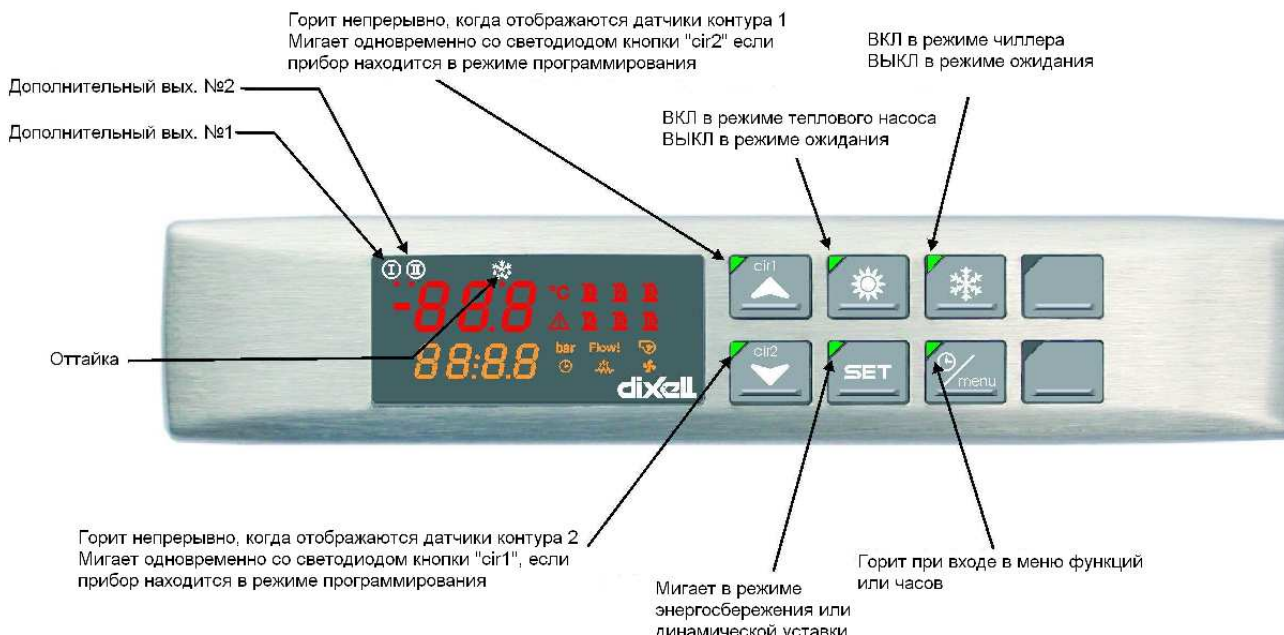 Горит непрерывно, когда отображаются датчики контура 1
Мигает одновременно со светодиодом кнопки "cir2" если
прибор находится в режиме программирования
ВКЛ в режиме чиллера
ВЫКЛ в режиме ожидания
Дополнительный вых. №2
ВКЛ в режиме теплового насоса
ВЫКЛ в режиме ожидания
Дополнительный вых. №1
I II
cir1
-88.8 °C
Оттайка
88:8.8 bar Flow!
cir2
SET
menu
dixell
Горит непрерывно, когда отображаются датчики контура 2
Мигает одновременно со светодиодом кнопки "cir1", если
прибор находится в режиме программирования
Горит при входе в меню функций
или часов
Мигает в режиме
энергосбережения или
динамической уставки